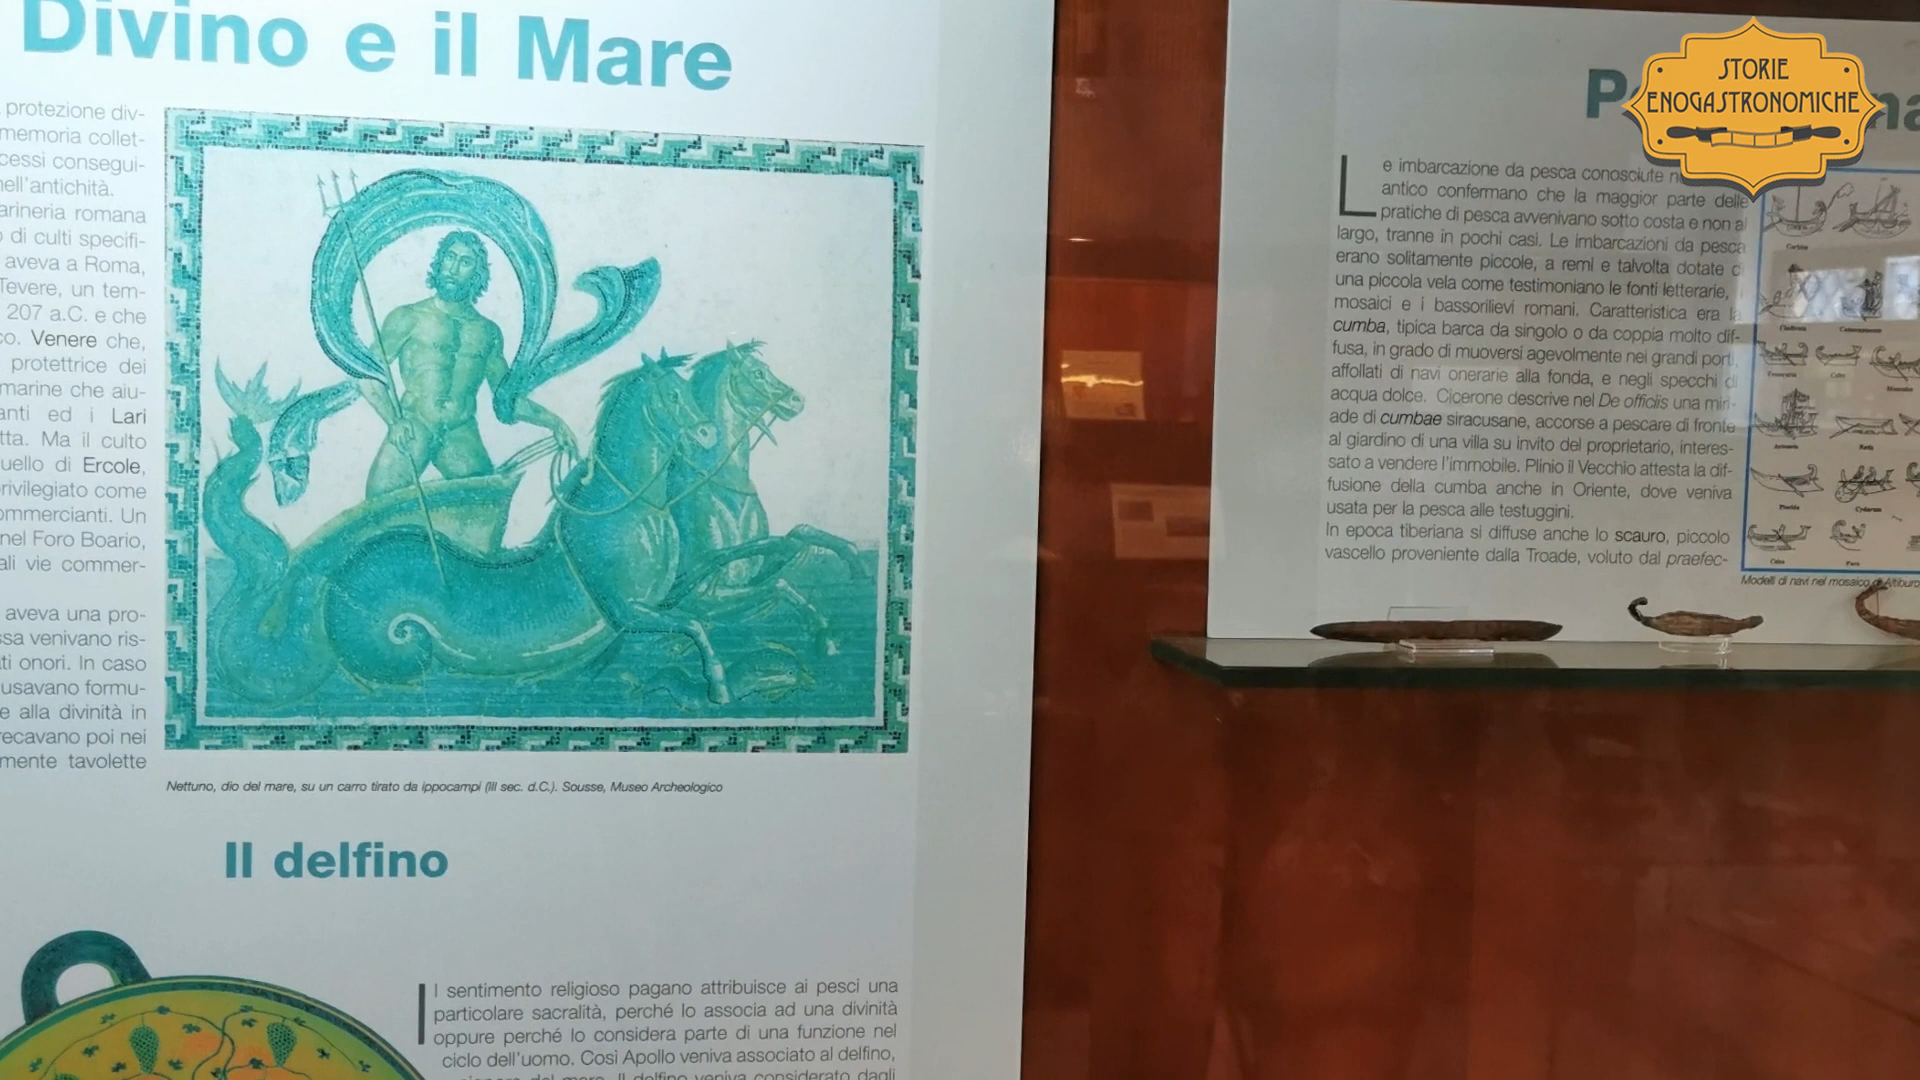 Divino e il Mare
protezione div-
memoria collet-
cessi consegui-
nell'antichità.
arineria romana
di culti specifi-
aveva a Roma,
Tevere, un tem-
207 a.C. e che
co. Venere che,
protettrice dei
marine che aiu-
anti ed i Lari
tta. Ma il culto
uello di Ercole,
rivilegiato come
ommercianti. Un
nel Foro Boario,
ali vie commer-
aveva una pro-
ssa venivano ris-
ti onori. In caso
usavano formu-
e alla divinità in
recavano poi nei
mente tavolette
Nettuno, dio del mare, su un carro tirato da ippocampi (III sec. d.C.). Sousse, Museo Archeologico
Il delfino
Il sentimento religioso pagano attribuisce ai pesci una
particolare sacralità, perché lo associa ad una divinità
oppure perché lo considera parte di una funzione nel
ciclo dell'uomo. Così Apollo veniva associato al delfino,
del mare. Il delfino veniva considerato dagli
STORIE
ENOGASTRONOMICHE
Le imbarcazione da pesca conosciute
antico confermano che la maggior parte delle
pratiche di pesca avvenivano sotto costa e non al
largo, tranne in pochi casi. Le imbarcazioni da pesca
erano solitamente piccole, a remi e talvolta dotate d
una piccola vela come testimoniano le fonti letterarie, i
mosaici e i bassorilievi romani. Caratteristica era la
cumba, tipica barca da singolo o da coppia molto dif-
fusa, in grado di muoversi agevolmente nei grandi porti,
affollati di navi onerarie alla fonda, e negli specchi di
acqua dolce. Cicerone descrive nel De officiis una miri-
ade di cumbae siracusane, accorse a pescare di fronte
al giardino di una villa su invito del proprietario, interes-
sato a vendere l'immobile. Plinio il Vecchio attesta la dif-
fusione della cumba anche in Oriente, dove veniva
usata per la pesca alle testuggini.
In epoca tiberiana si diffuse anche lo scauro, piccolo
vascello proveniente dalla Troade, voluto dal praefec-
Modelli di navi nel mosaico di Altiburo